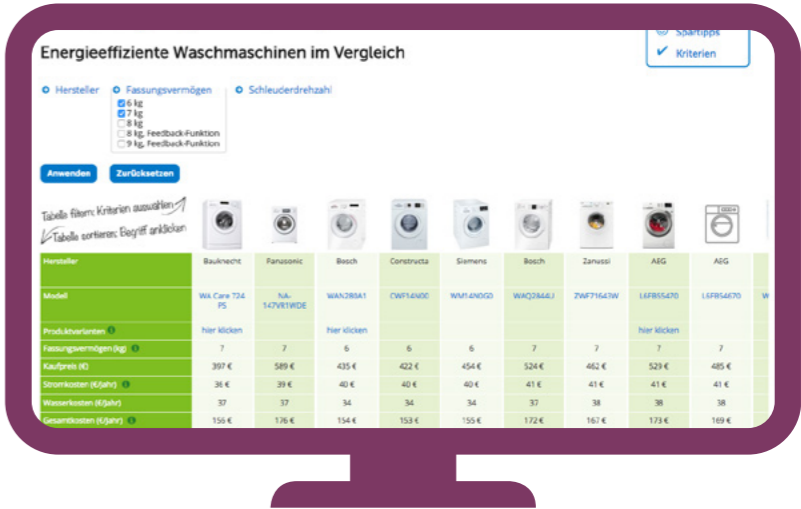 Spartipps
Energieeffiziente Waschmaschinen im Vergleich
Kriterien
Hersteller Fassungsvermögen Schleuderdrehzahl
6 kg
7 kg
8 kg
8 kg, Feedback-Funktion
9 kg, Feedback-Funktion
Anwenden Zurücksetzen
Tabelle filtern: Kriterien auswählen
Tabelle sortieren: Begriff anklicken
Hersteller Bauknecht Panasonic Bosch Constructa Siemens Bosch Zanussi AEG AEG
Modell WA Care 724 PS NA-147VR1WDE WAN280A1 CWF14N00 WM14N0G0 WAQ2844U ZWF71643W L6FB55470 L6FB54670 W
Produktvarianten hier klicken hier klicken hier klicken
Fassungsvermögen (kg) 7 7 6 6 6 7 7 7 7
Kaufpreis (€) 397 € 589 € 435 € 422 € 454 € 524 € 462 € 529 € 485 €
Stromkosten (€/Jahr) 36 € 39 € 40 € 40 € 40 € 41 € 41 € 41 € 41 €
Wasserkosten (€/Jahr) 37 37 34 34 34 37 38 38 38
Gesamtkosten (€/Jahr) 156 € 176 € 154 € 153 € 155 € 172 € 167 € 173 € 169 €